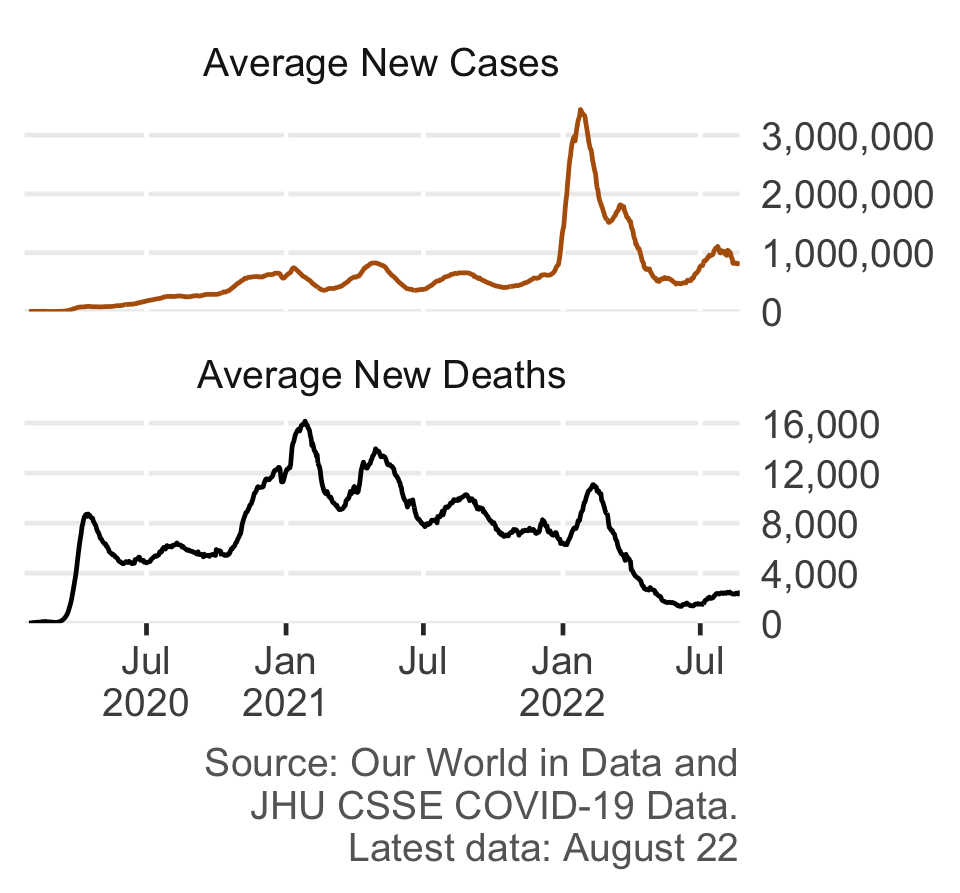 Average New Cases
3,000,000
2,000,000
1,000,000
0
Average New Deaths
16,000
12,000
8,000
4,000
0
Jul Jan Jul Jan Jul
2020 2021 2022
Source: Our World in Data and
JHU CSSE COVID-19 Data.
Latest data: August 22